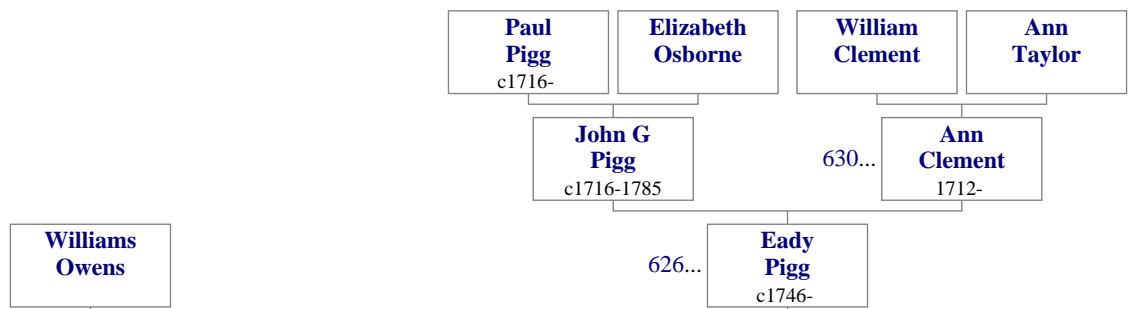 Paul
Pigg
c1716-
Elizabeth
Osborne
William
Clement
Ann
Taylor
John G
Pigg
c1716-1785
630...
Ann
Clement
1712-
Williams
Owens
626...
Eady
Pigg
c1746-